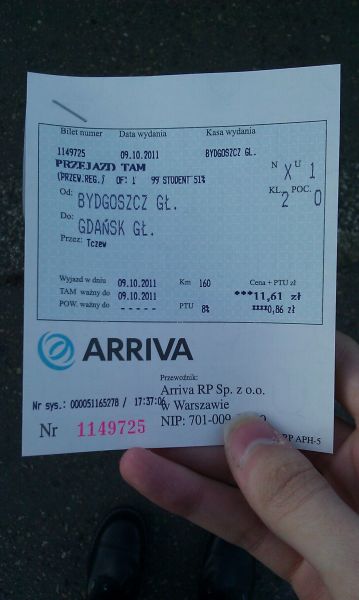 Bilet numer Data wydania Kasa wydania
1149725 09.10.2011 BYDGOSZCZ GŁ.
PRZEJAZD TAM
(PRZEW.REG.) OF: 1 99 STUDENT 51%
N X U 1
Od: BYDGOSZCZ GŁ.
KL. 2 POC. 0
Do: GDAŃSK GŁ.
Przez: Tczew
Wyjazd w dniu 09.10.2011 Km 160 Cena + PTU zł
TAM ważny do 09.10.2011 ***11,61 zł
POW. ważny do - - - - - PTU 8% ****0,86 zł
ARRIVA
Przewoźnik:
Arriva RP Sp. z o.o.
Nr sys.: 000051165278 / 17:37:06 w Warszawie
Nr 1149725 NIP: 701-009
RP APH-5